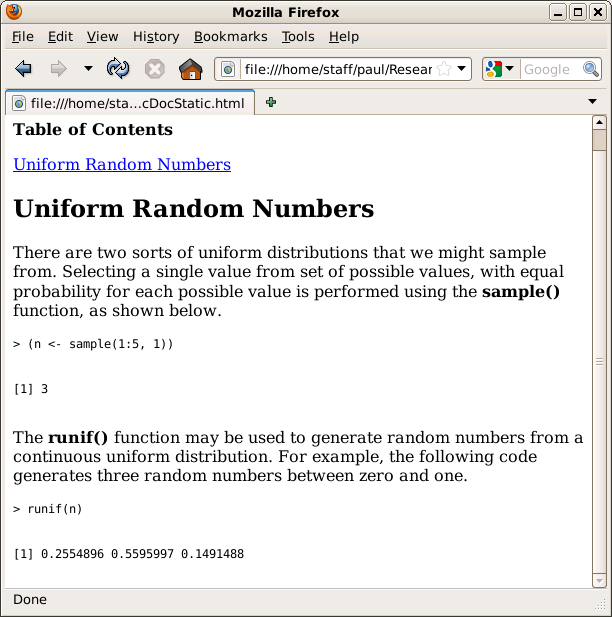 Mozilla Firefox
File Edit View History Bookmarks Tools Help
file:///home/staff/paul/Resear
Google
file:///home/sta...cDocStatic.html
Table of Contents
Uniform Random Numbers
Uniform Random Numbers
There are two sorts of uniform distributions that we might sample
from. Selecting a single value from set of possible values, with equal
probability for each possible value is performed using the sample()
function, as shown below.
> (n <- sample(1:5, 1))
[1] 3
The runif() function may be used to generate random numbers from a
continuous uniform distribution. For example, the following code
generates three random numbers between zero and one.
> runif(n)
[1] 0.2554896 0.5595997 0.1491488
Done